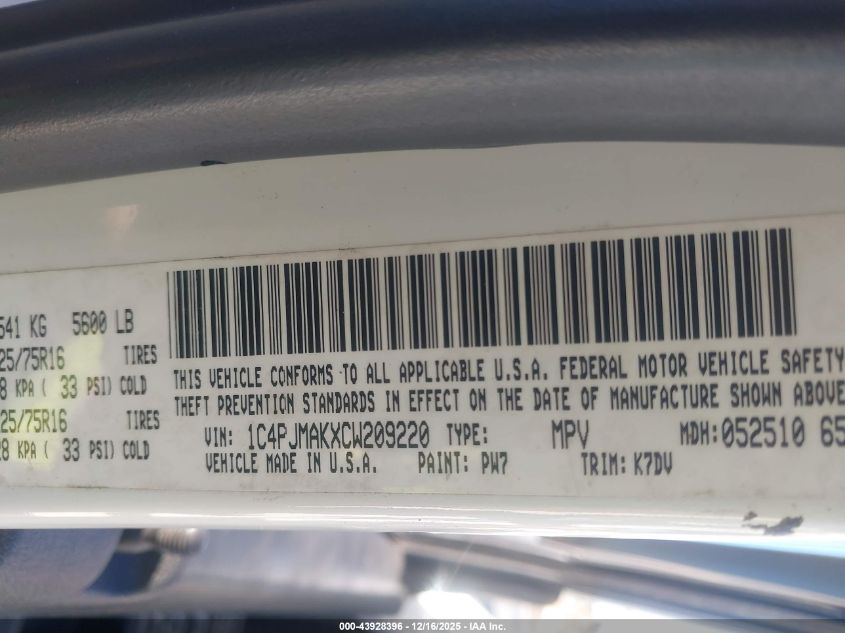 541 KG 5600 LB
25/75R16 TIRES
8 KPA ( 33 PSI) COLD
25/75R16 TIRES
28 KPA ( 33 PSI) COLD
THIS VEHICLE CONFORMS TO ALL APPLICABLE U.S.A. FEDERAL MOTOR VEHICLE SAFETY
THEFT PREVENTION STANDARDS IN EFFECT ON THE DATE OF MANUFACTURE SHOWN ABOVE
VIN: 1C4PJMAKXCW209220 TYPE: MPV MDH:052510 65
VEHICLE MADE IN U.S.A. PAINT: PW7 TRIM: K7DV
000-43928396 - 12/16/2025 - IAA Inc.